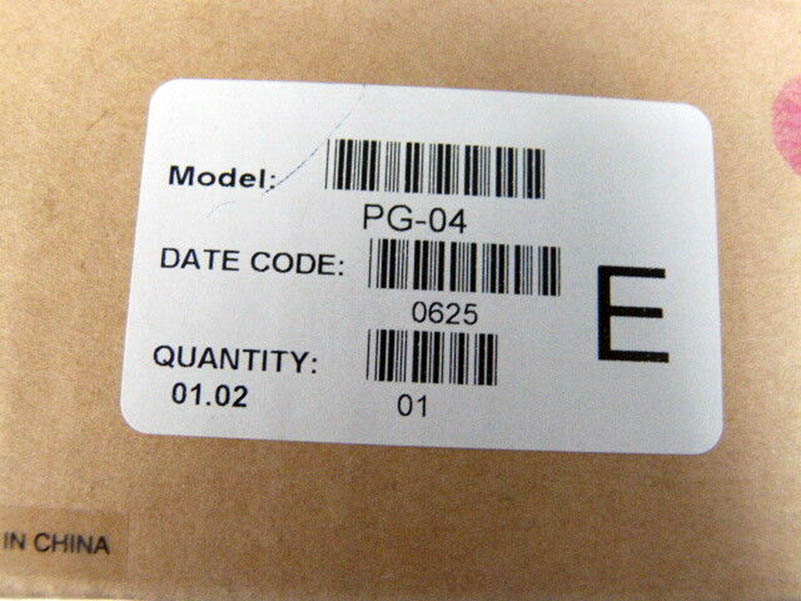 Model:
PG-04
DATE CODE:
0625
E
QUANTITY:
01.02
01
IN CHINA